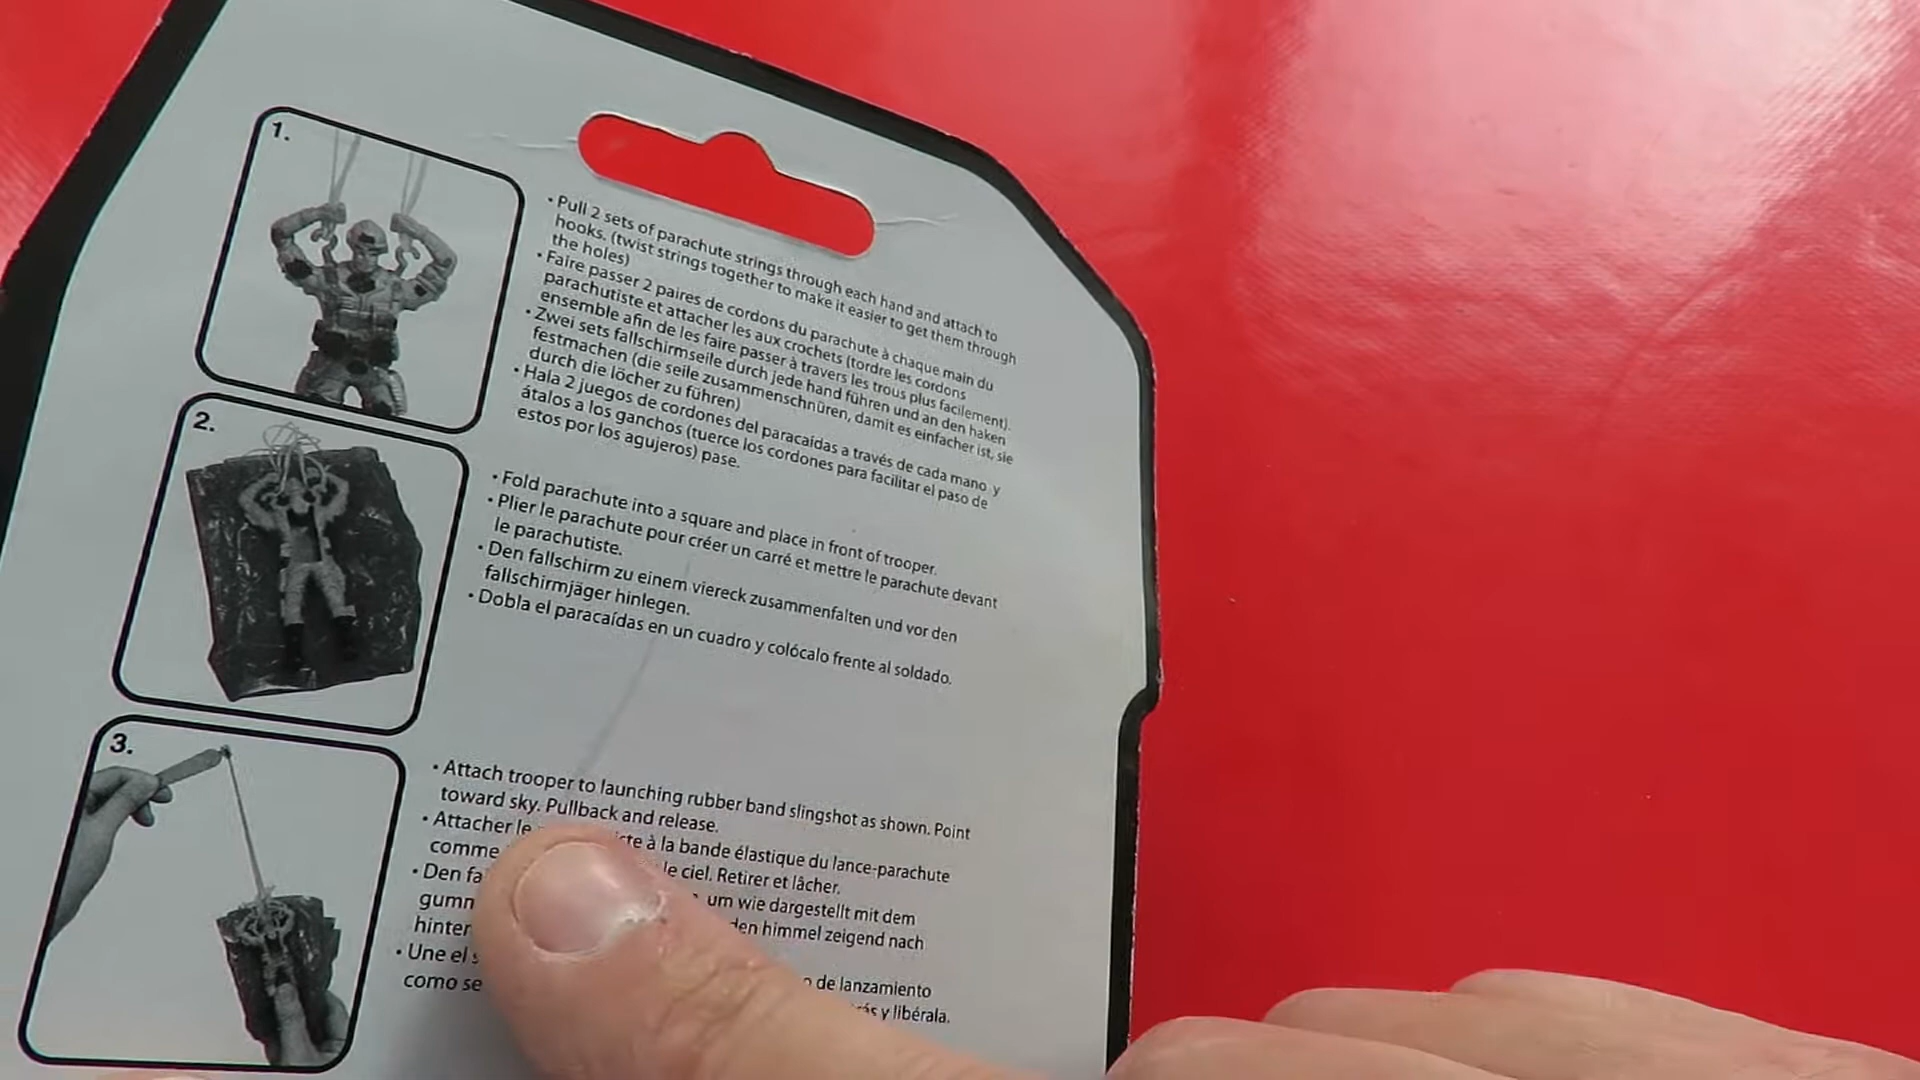 1.
• Pull 2 sets of parachute strings through each hand and attach to
hooks. (twist strings together to make it easier to get them through
the holes)
• Faire passer 2 paires de cordons du parachute à chaque main du
parachutiste et attacher les aux crochets (tordre les cordons
ensemble afin de les faire passer à travers les trous plus facilement).
• Zwei sets fallschirmseile durch jede hand führen und an den haken
festmachen (die seile zusammenschnüren, damit es einfacher ist, sie
durch die löcher zu führen)
• Hala 2 juegos de cordones del paracaídas a través de cada mano y
átalos a los ganchos (tuerce los cordones para facilitar el paso de
estos por los agujeros) pase.
2.
• Fold parachute into a square and place in front of trooper.
• Plier le parachute pour créer un carré et mettre le parachute devant
le parachutiste.
• Den fallschirm zu einem viereck zusammenfalten und vor den
fallschirmjäger hinlegen.
• Dobla el paracaídas en un cuadro y colócalo frente al soldado.
3.
• Attach trooper to launching rubber band slingshot as shown. Point
toward sky. Pullback and release.
• Attacher le à la bande élastique du lance-parachute
comme le ciel. Retirer et lâcher.
• Den um wie dargestellt mit dem
himmel zeigend nach
hinter
• Une el de lanzamiento
como y libérala.